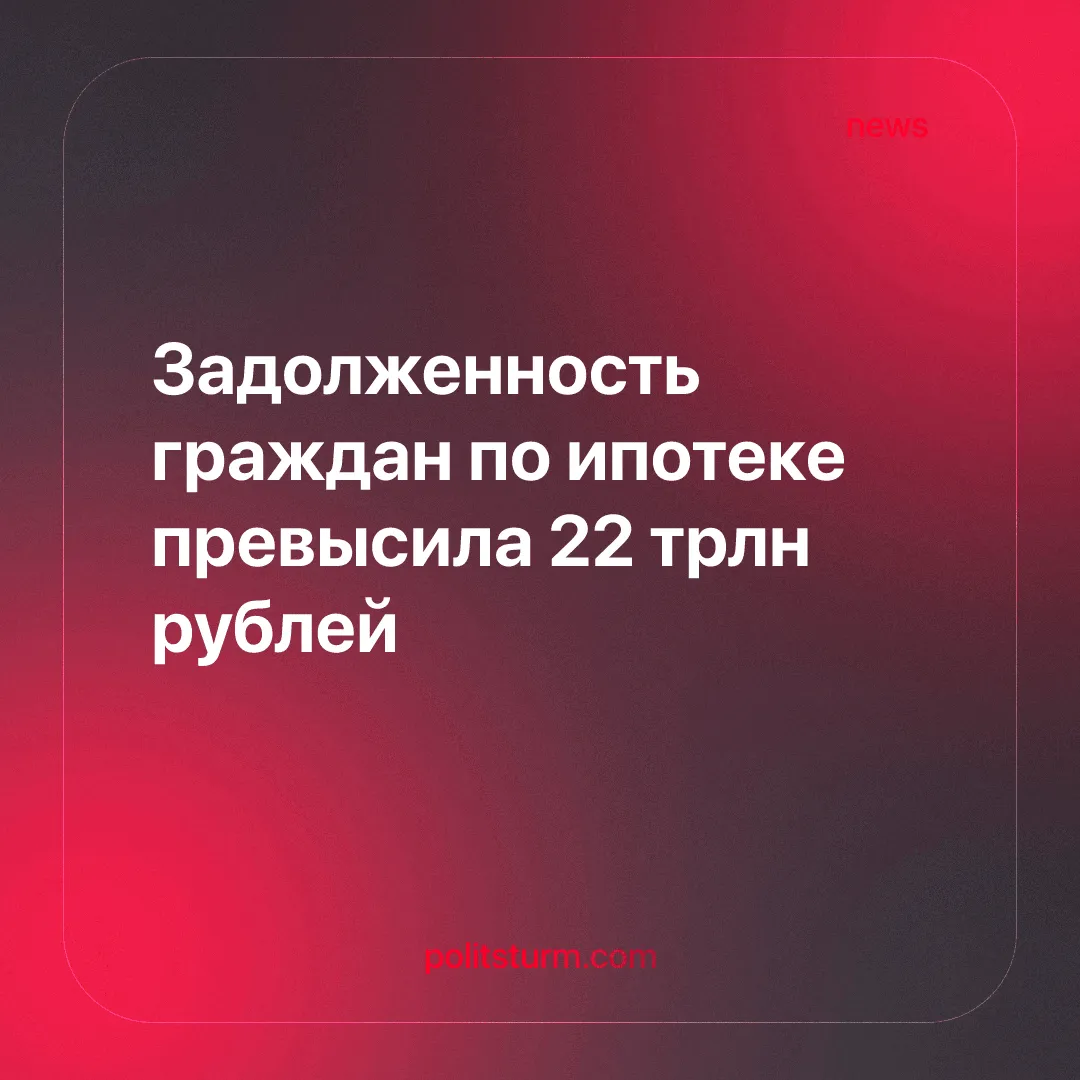 news
Задолженность
граждан по ипотеке
превысила 22 трлн
рублей
politsturm.com